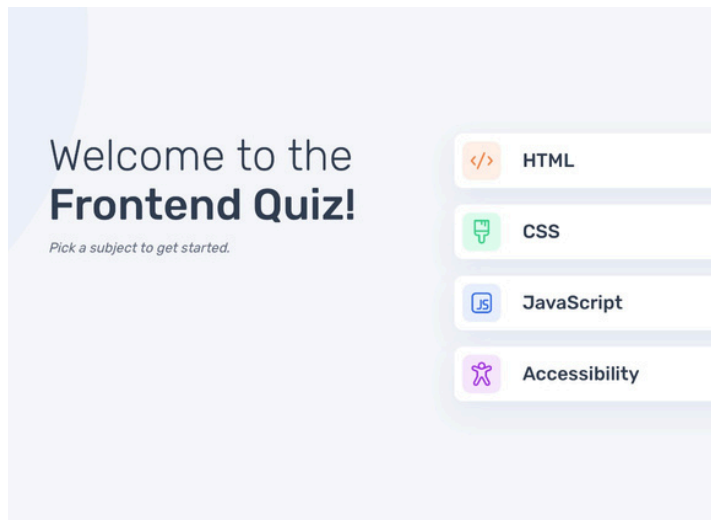 Welcome to the
Frontend Quiz!
Pick a subject to get started.
</> HTML
CSS
JS JavaScript
Accessibility